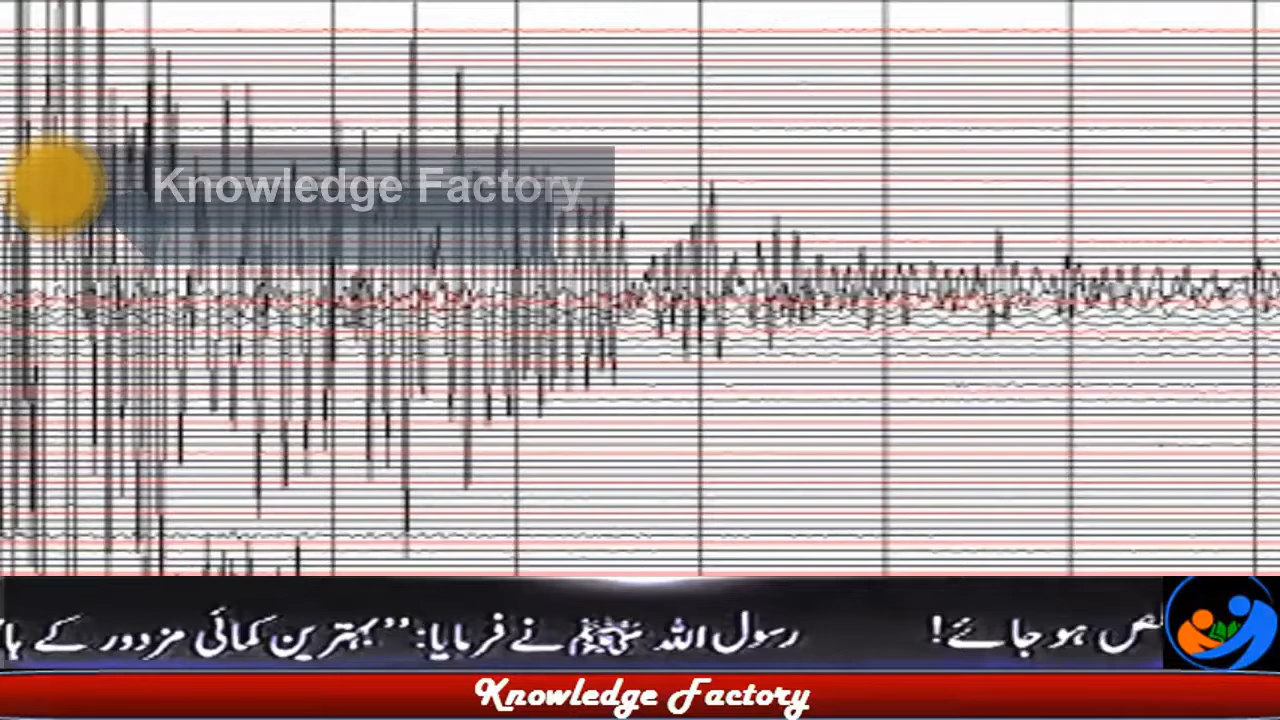 Knowledge Factory
ہو جائے! رسول اللہ ﷺ نے فرمایا: ”بہترین کمائی مزدور کے
Knowledge Factory